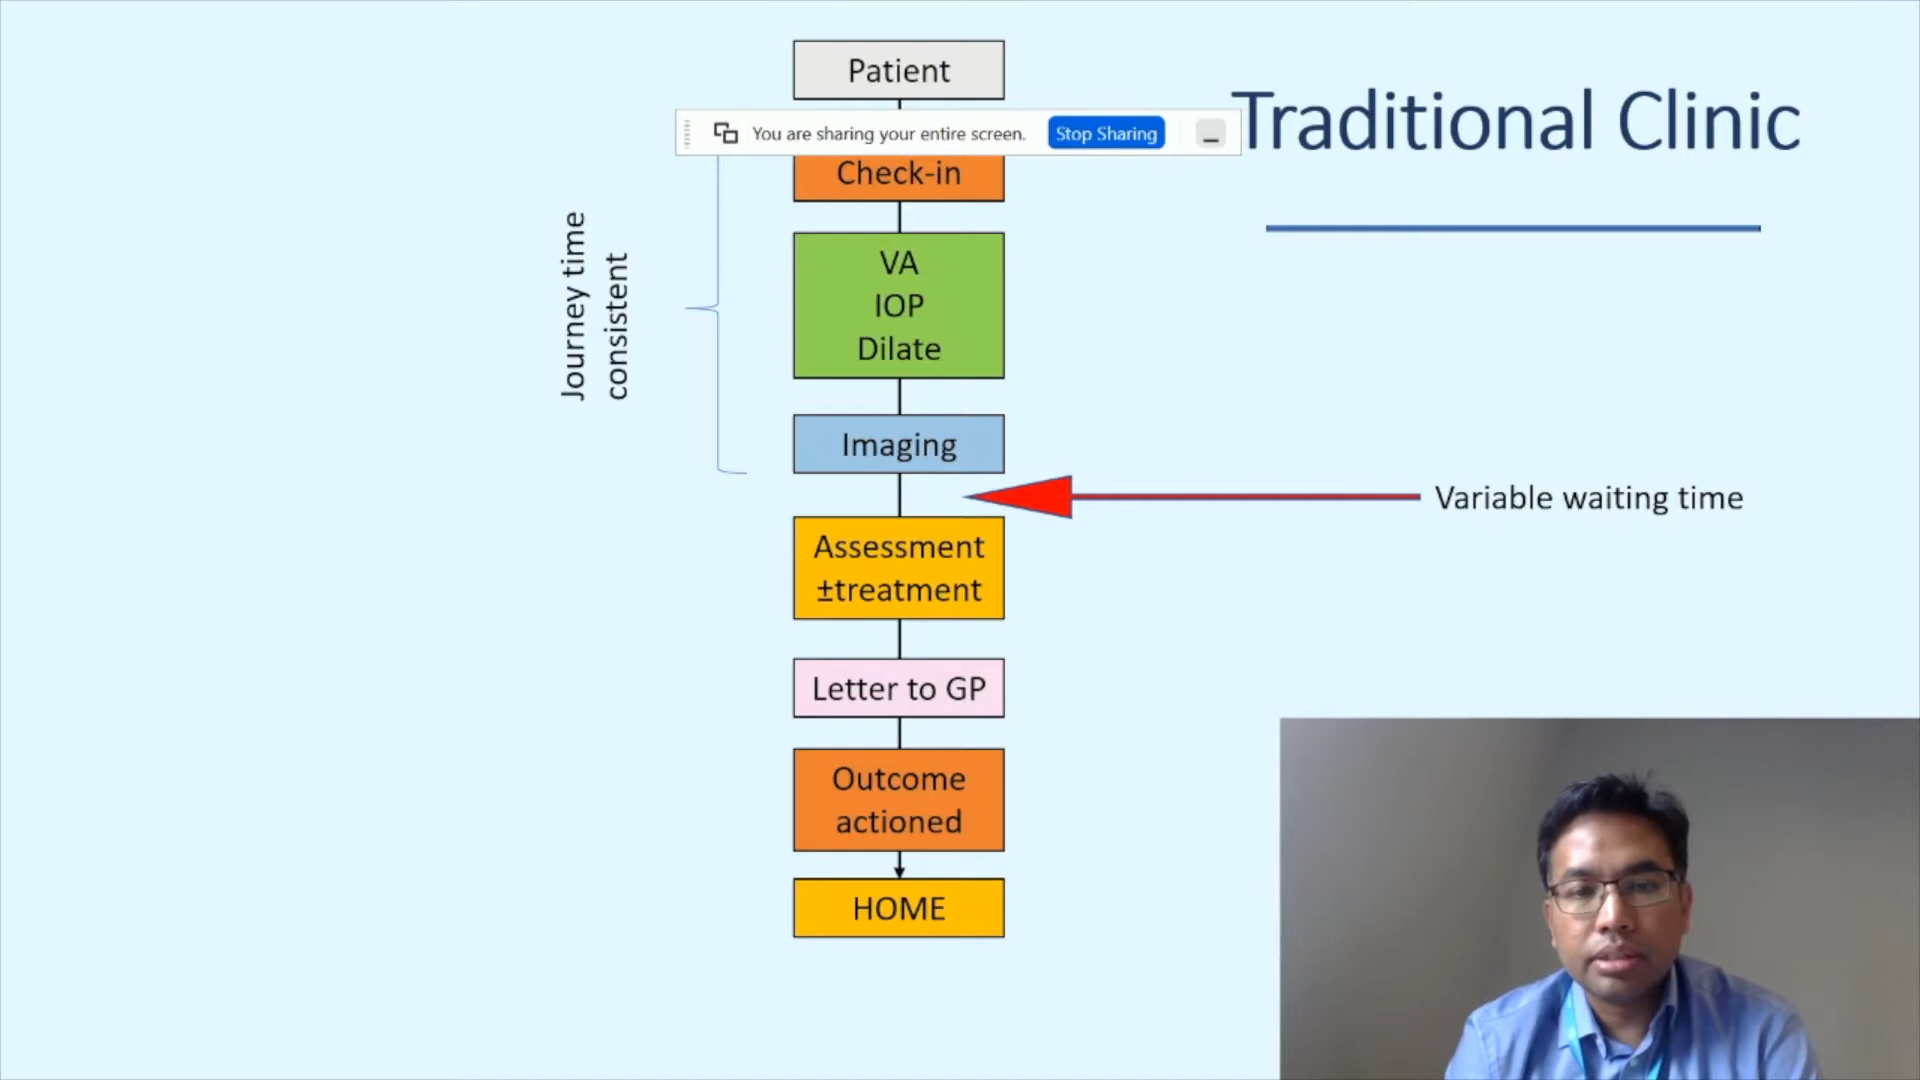 Patient
Traditional Clinic
You are sharing your entire screen. Stop Sharing
Check-in
Journey time
consistent
VA
IOP
Dilate
Imaging
Variable waiting time
Assessment
±treatment
Letter to GP
Outcome
actioned
HOME